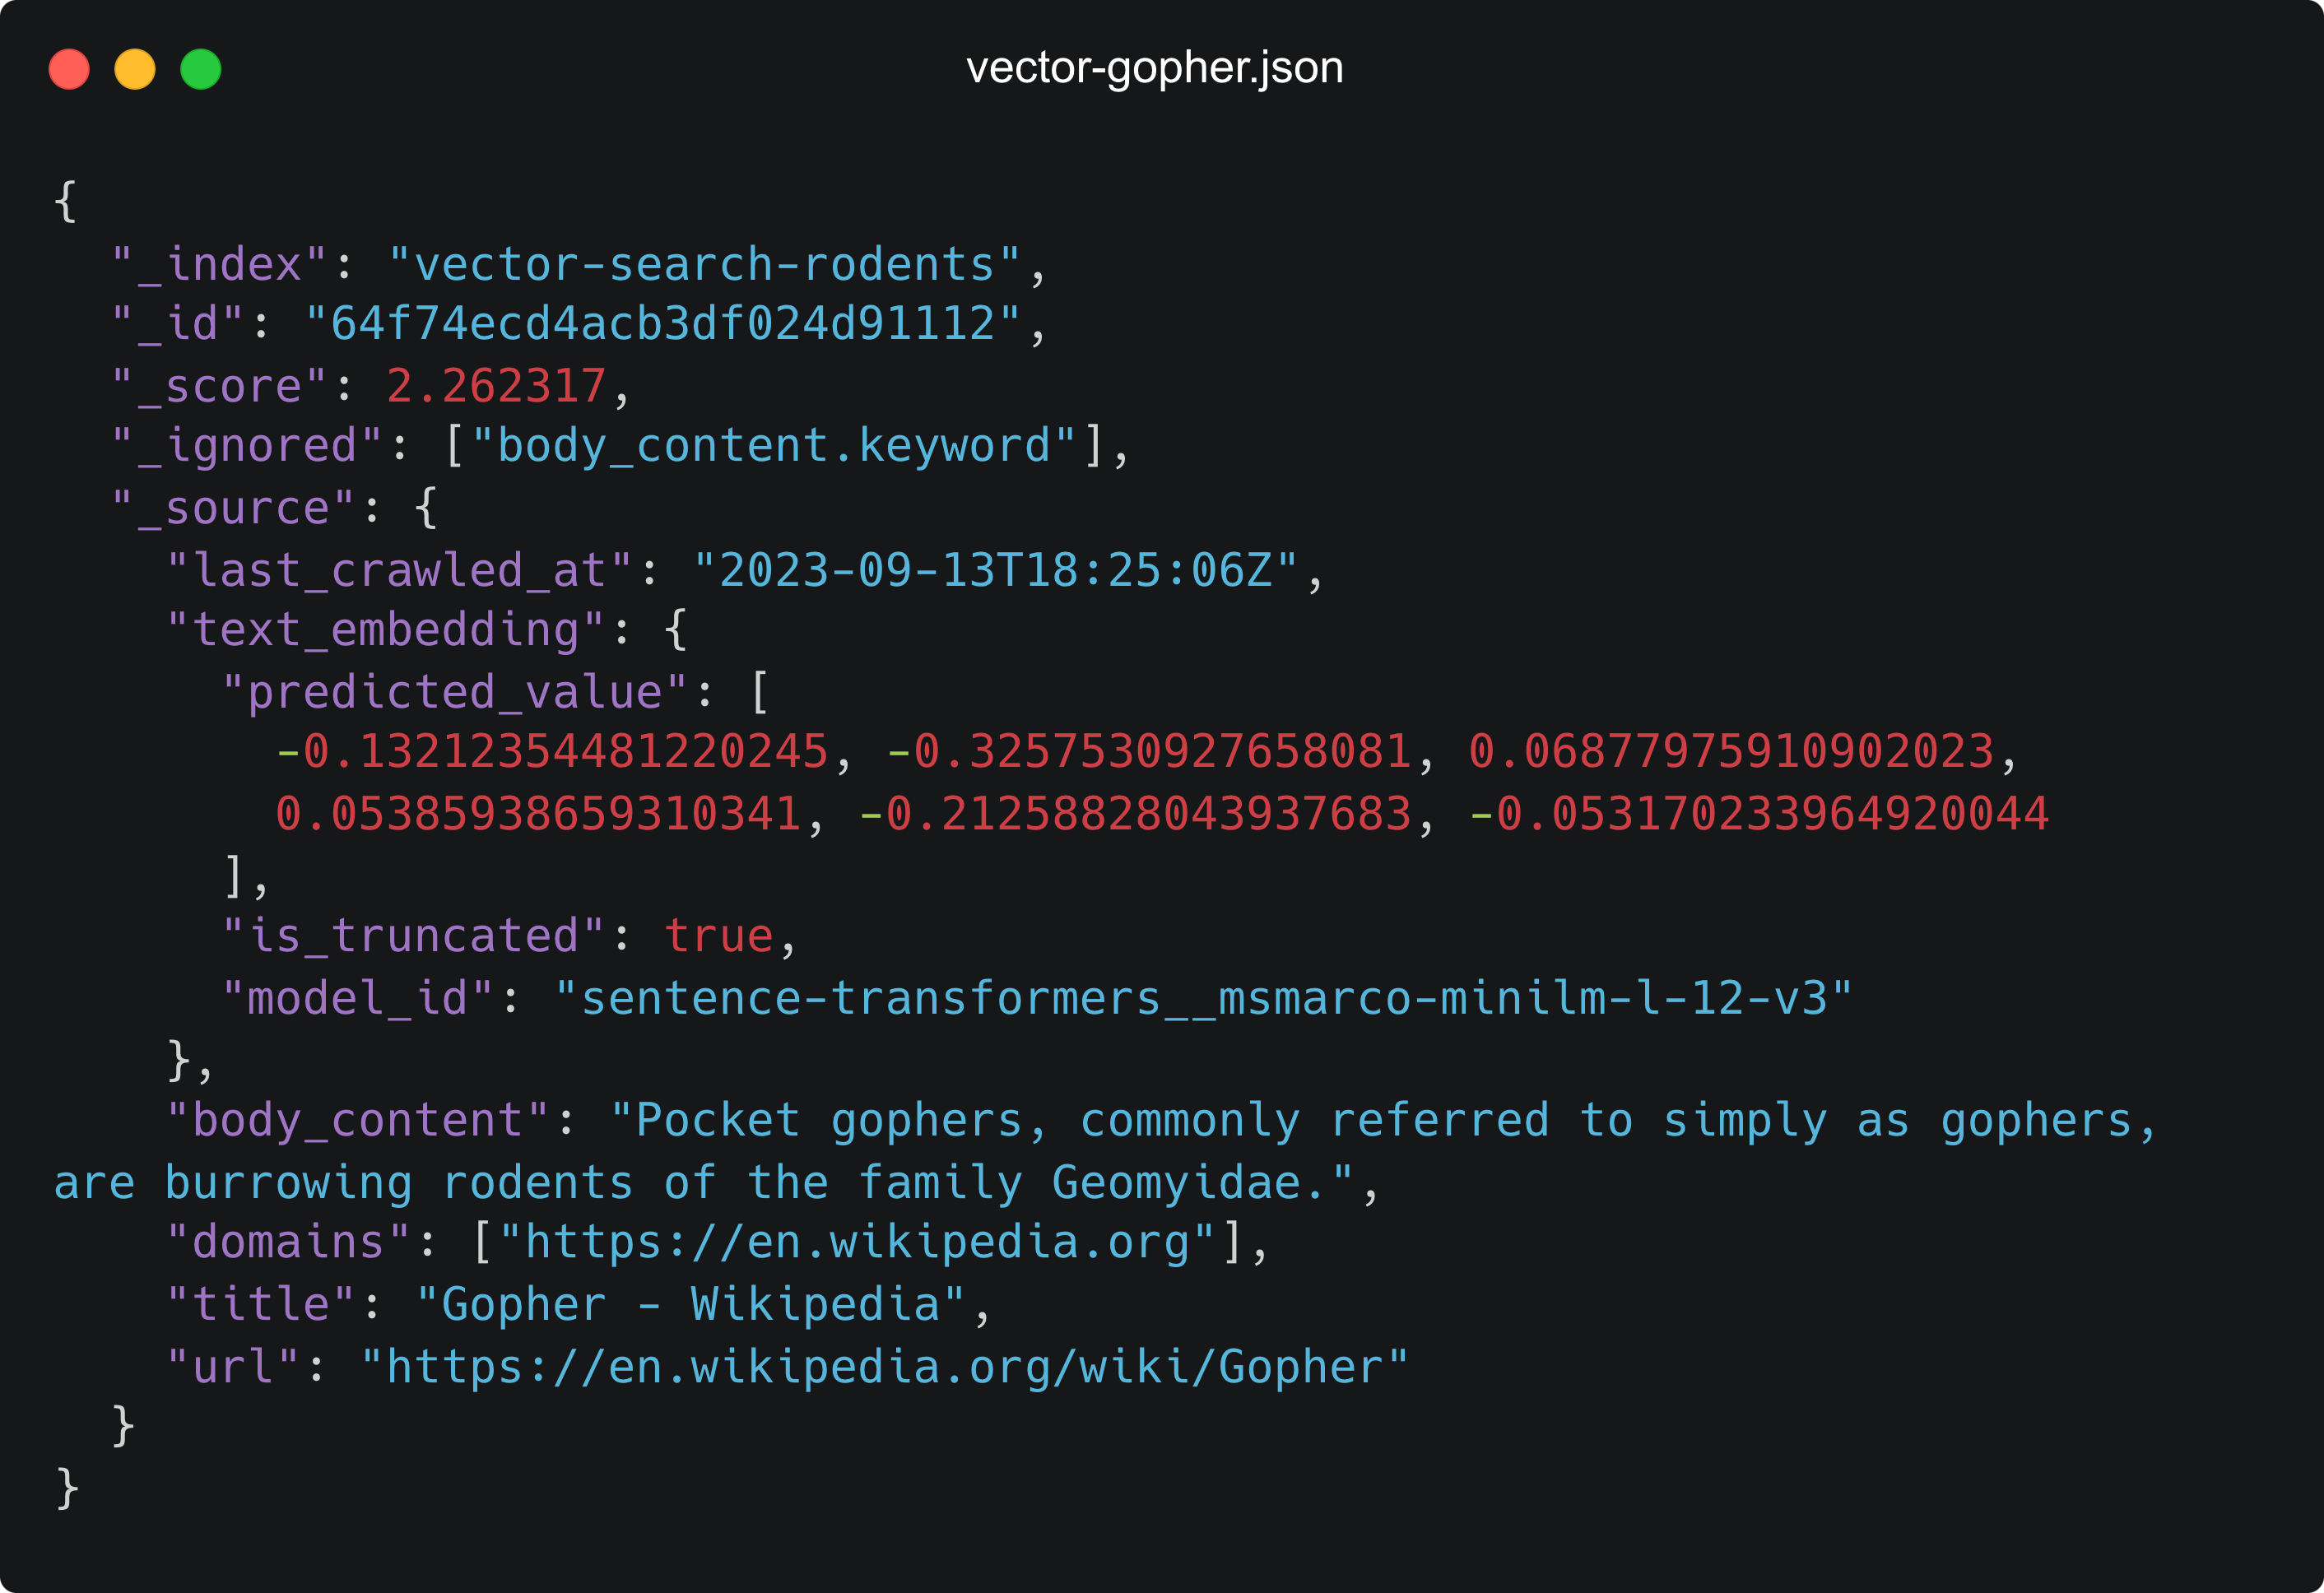 vector-gopher.json
{
  "_index": "vector-search-rodents",
  "_id": "64f74ecd4acb3df024d91112",
  "_score": 2.262317,
  "_ignored": ["body_content.keyword"],
  "_source": {
    "last_crawled_at": "2023-09-13T18:25:06Z",
    "text_embedding": {
      "predicted_value": [
        -0.13212354481220245, -0.3257530927658081, 0.06877975910902023,
        0.05385938659310341, -0.21258828043937683, -0.053170233964920044
      ],
      "is_truncated": true,
      "model_id": "sentence-transformers__msmarco-minilm-l-12-v3"
    },
    "body_content": "Pocket gophers, commonly referred to simply as gophers,
are burrowing rodents of the family Geomyidae.",
    "domains": ["https://en.wikipedia.org"],
    "title": "Gopher - Wikipedia",
    "url": "https://en.wikipedia.org/wiki/Gopher"
  }
}